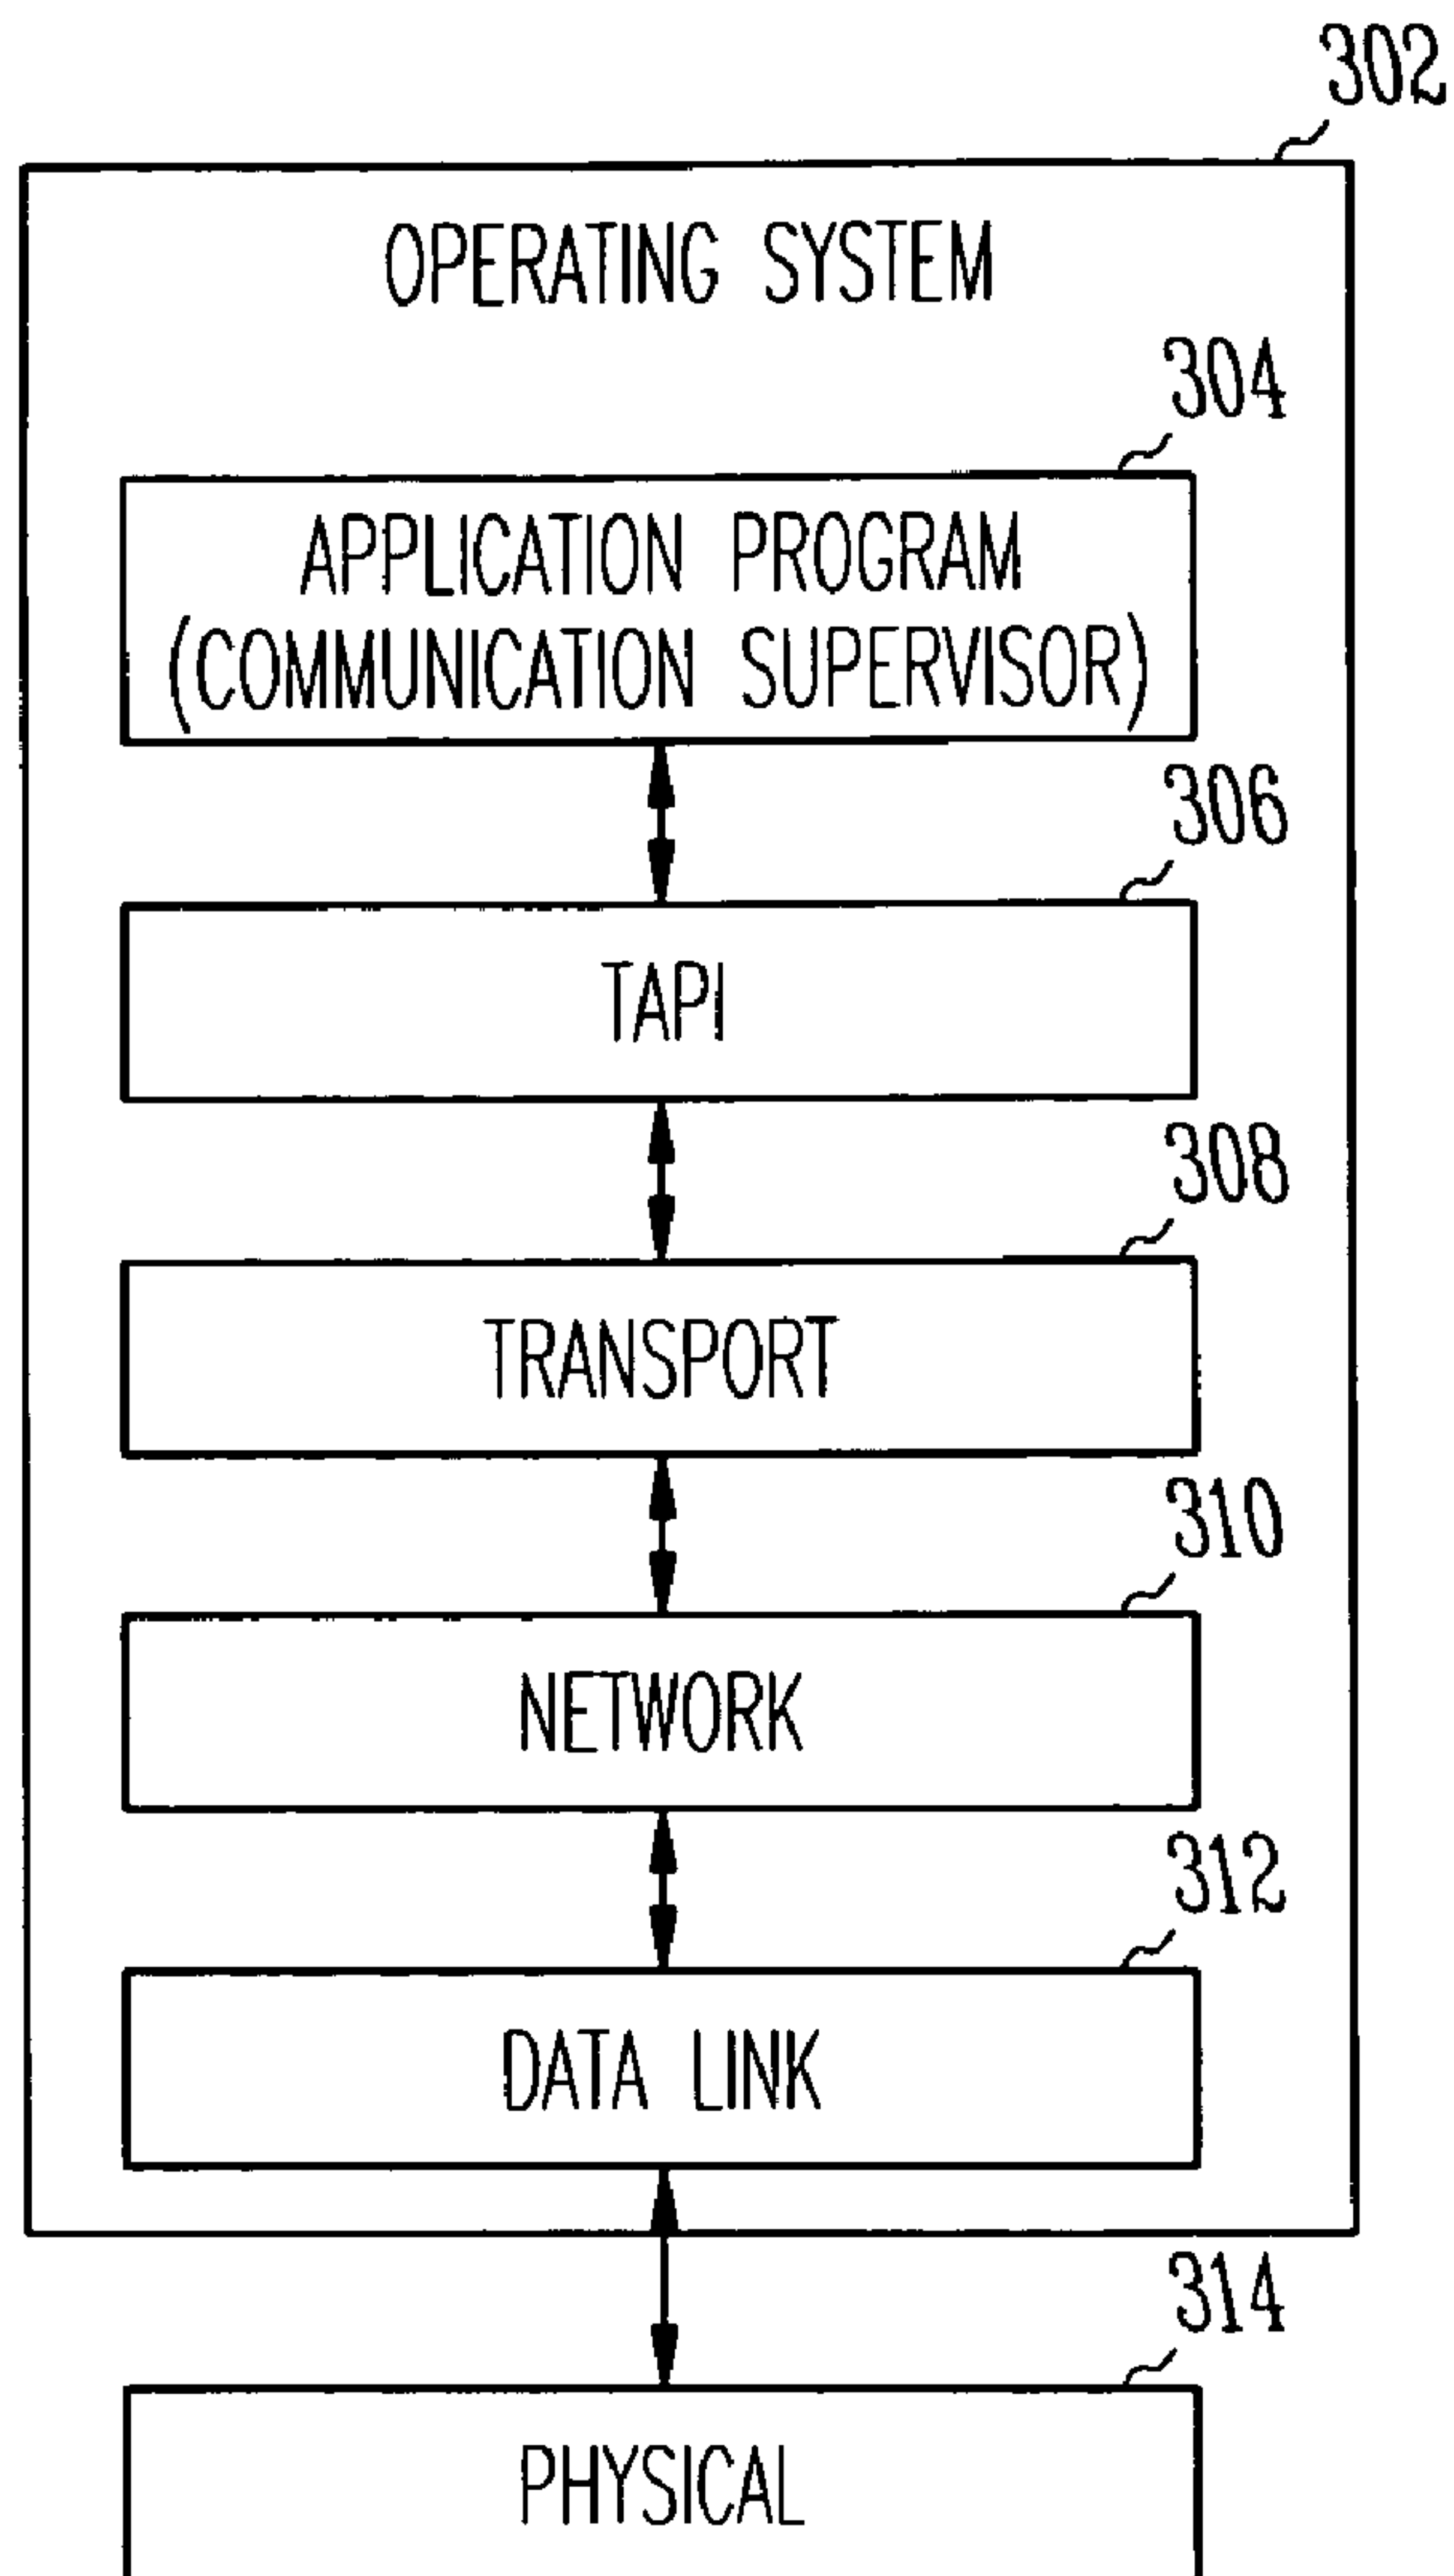 302
OPERATING SYSTEM
304
APPLICATION PROGRAM
(COMMUNICATION SUPERVISOR)
306
TAPI
308
TRANSPORT
310
NETWORK
312
DATA LINK
314
PHYSICAL